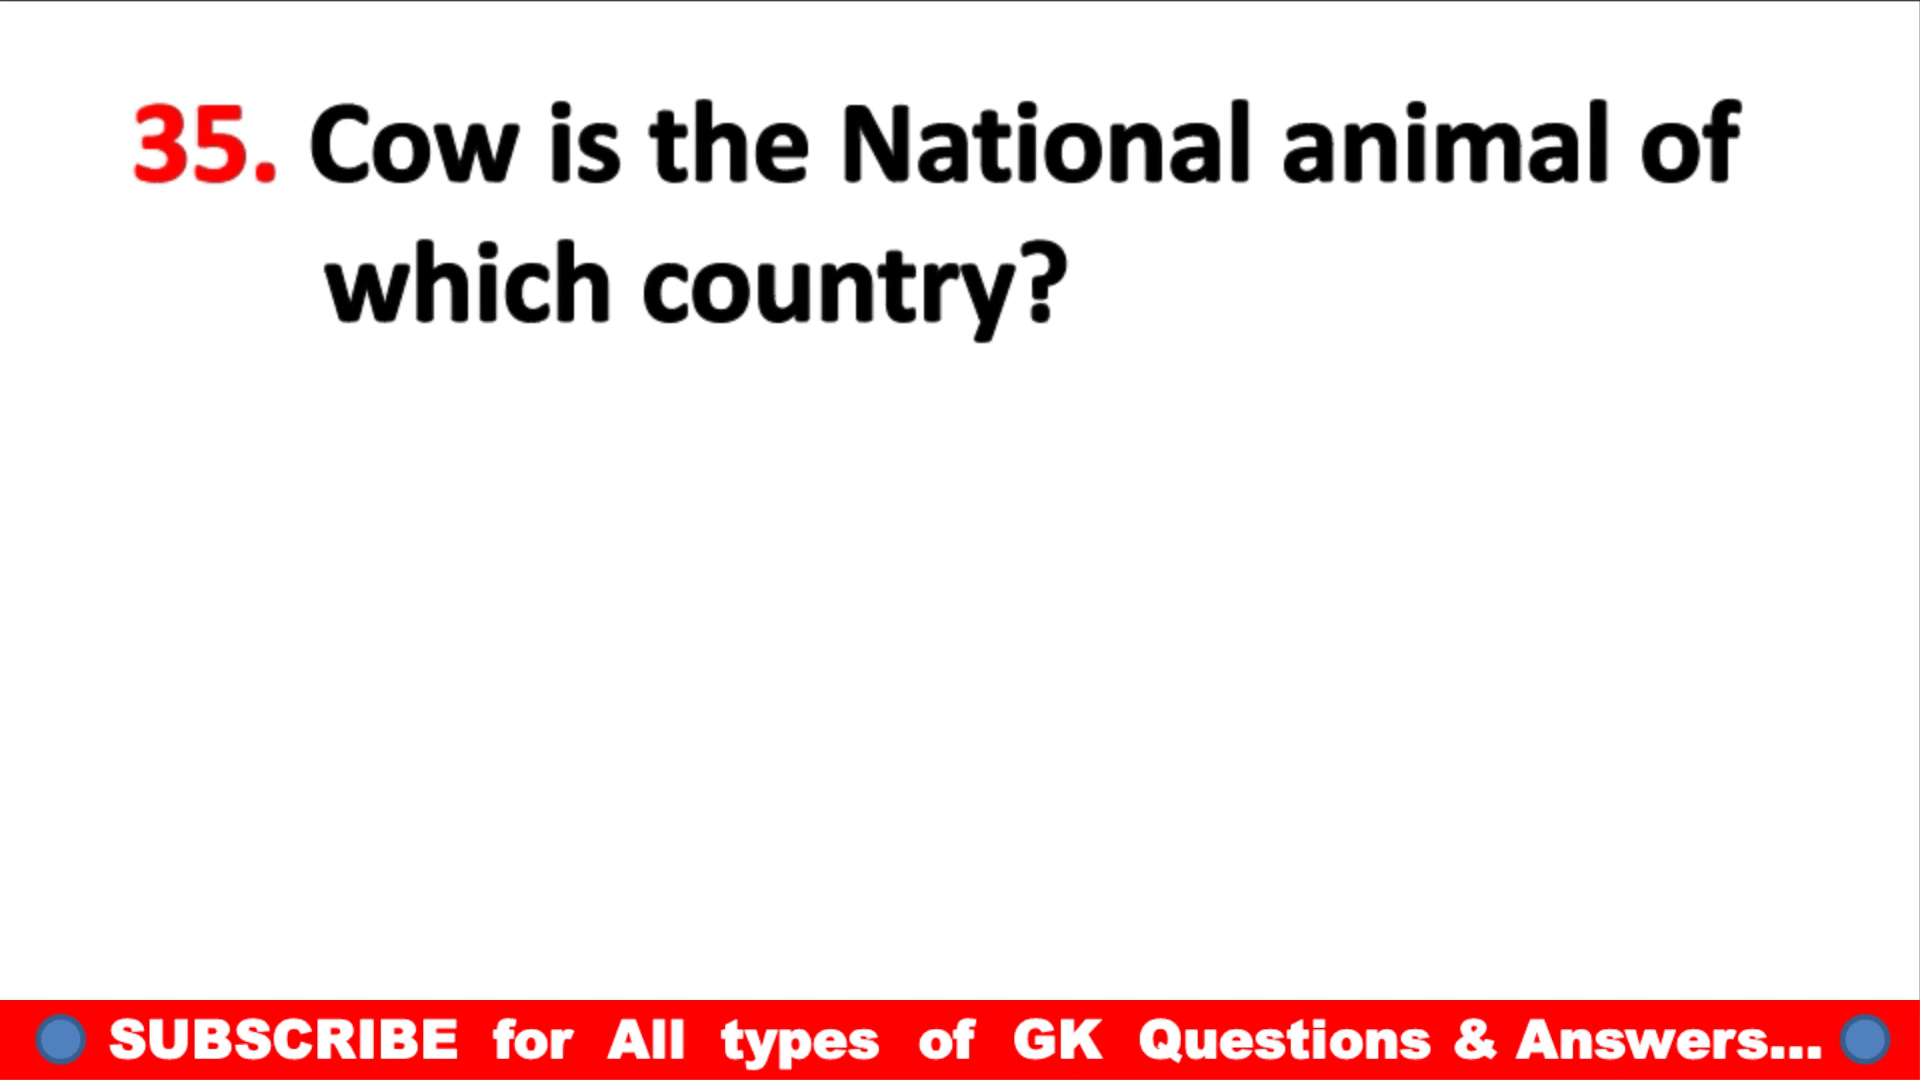 35. Cow is the National animal of
which country?
SUBSCRIBE for All types of GK Questions & Answers...